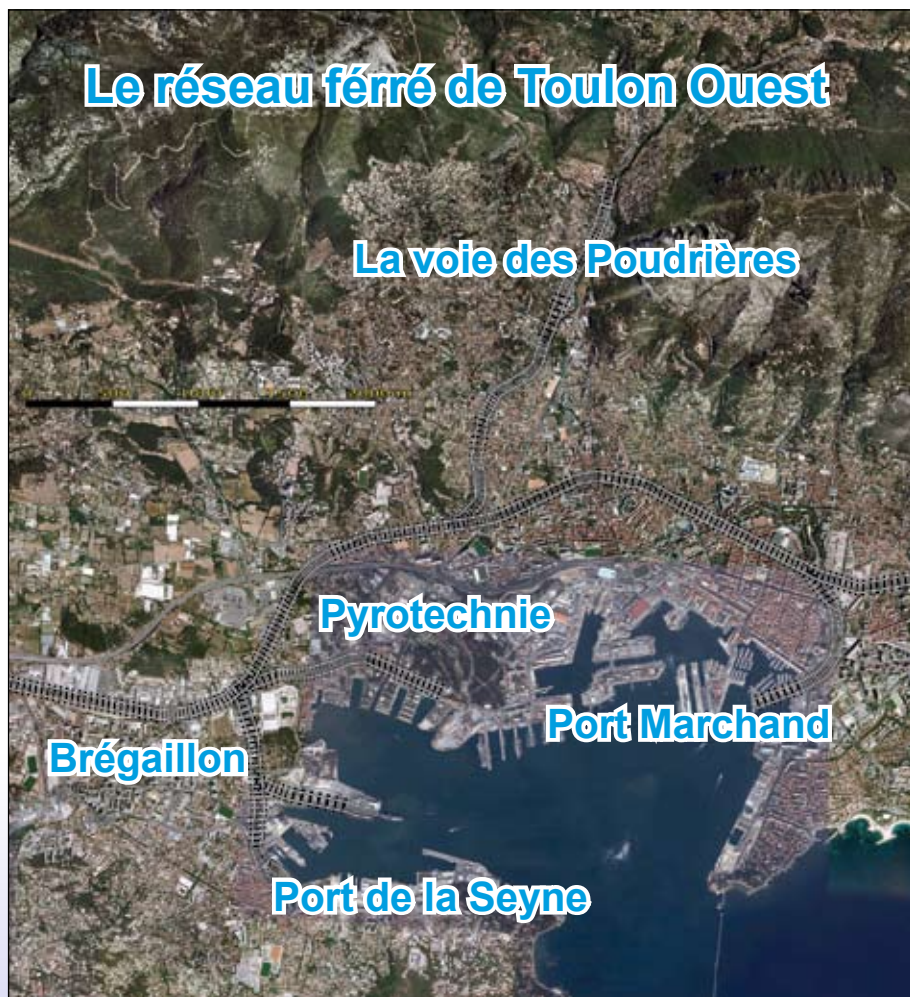 Le réseau férré de Toulon Ouest
La voie des Poudrières
Pyrotechnie
Port Marchand
Brégaillon
Port de la Seyne